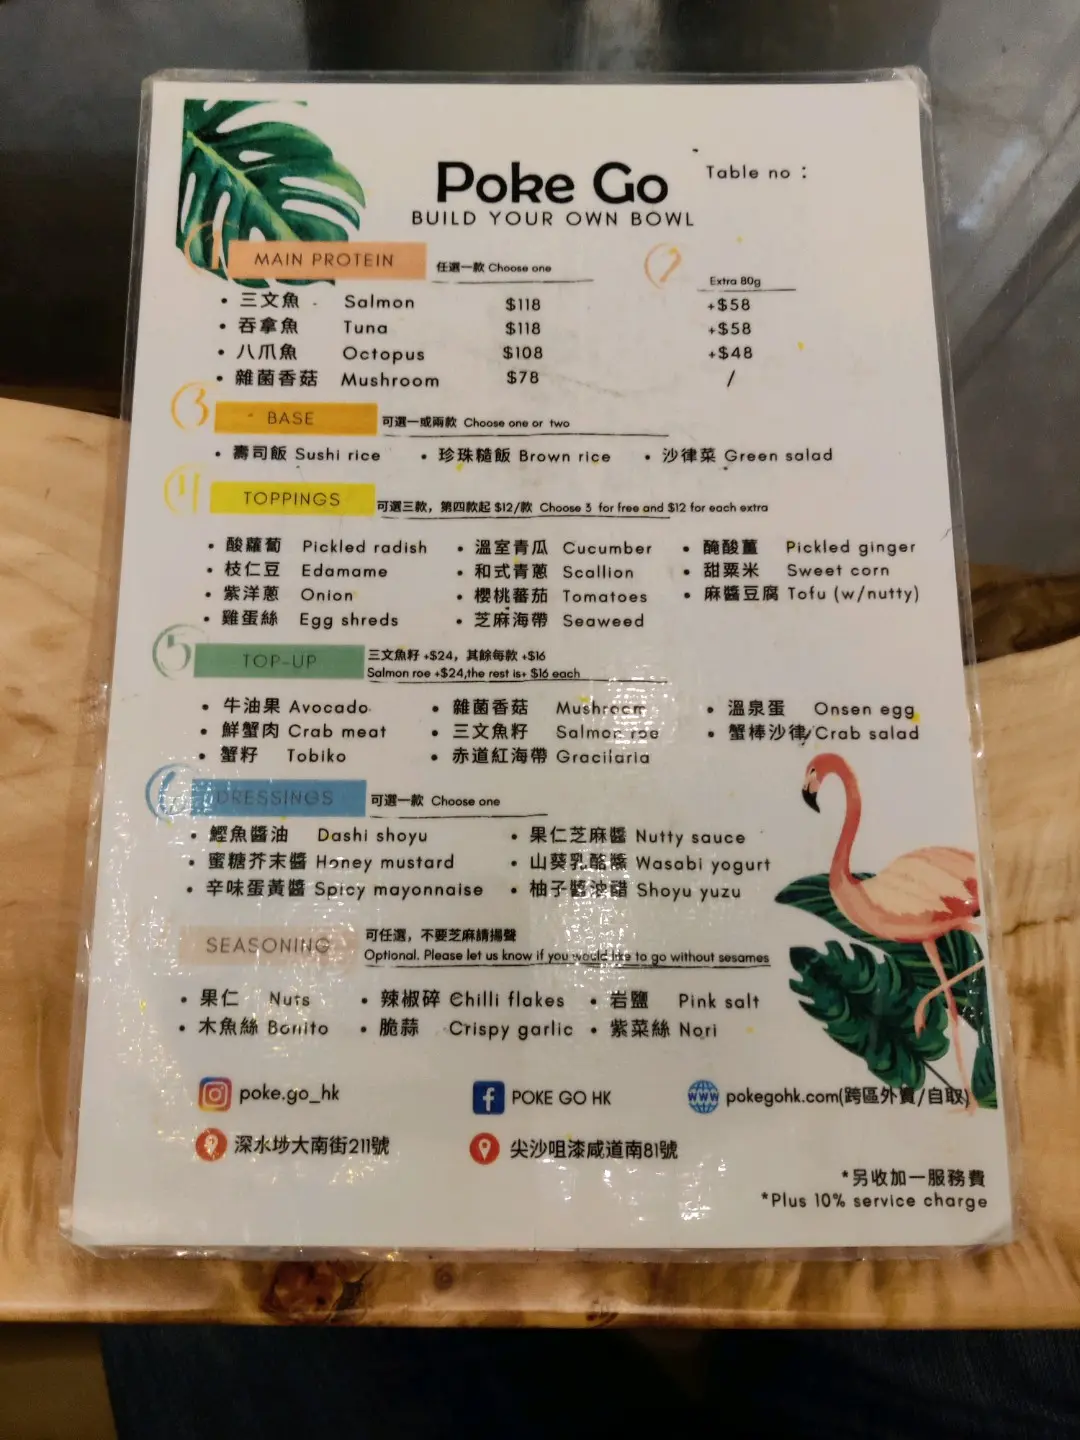 Poke Go
Table no :
BUILD YOUR OWN BOWL
1 MAIN PROTEIN 任選一款 Choose one 2 Extra 80g
• 三文魚 Salmon $118 +$58
• 吞拿魚 Tuna $118 +$58
• 八爪魚 Octopus $108 +$48
• 雜菌香菇 Mushroom $78 /
3 BASE 可選一或兩款 Choose one or two
• 壽司飯 Sushi rice • 珍珠糙飯 Brown rice • 沙律菜 Green salad
4 TOPPINGS 可選三款，第四款起 $12/款 Choose 3 for free and $12 for each extra
• 酸蘿蔔 Pickled radish • 溫室青瓜 Cucumber • 醃酸薑 Pickled ginger
• 枝仁豆 Edamame • 和式青蔥 Scallion • 甜粟米 Sweet corn
• 紫洋蔥 Onion • 櫻桃蕃茄 Tomatoes • 麻醬豆腐 Tofu (w/nutty)
• 雞蛋絲 Egg shreds • 芝麻海帶 Seaweed
5 TOP-UP 三文魚籽 +$24，其餘每款 +$16
Salmon roe +$24,the rest is+ $16 each
• 牛油果 Avocado • 雜菌香菇 Mushroom • 溫泉蛋 Onsen egg
• 鮮蟹肉 Crab meat • 三文魚籽 Salmon roe • 蟹棒沙律 Crab salad
• 蟹籽 Tobiko • 赤道紅海帶 Gracilaria
6 DRESSINGS 可選一款 Choose one
• 鰹魚醬油 Dashi shoyu • 果仁芝麻醬 Nutty sauce
• 蜜糖芥末醬 Honey mustard • 山葵乳酪醬 Wasabi yogurt
• 辛味蛋黃醬 Spicy mayonnaise • 柚子醬油醋 Shoyu yuzu
SEASONING 可任選，不要芝麻請揚聲
Optional. Please let us know if you would like to go without sesames
• 果仁 Nuts • 辣椒碎 Chilli flakes • 岩鹽 Pink salt
• 木魚絲 Bonito • 脆蒜 Crispy garlic • 紫菜絲 Nori
poke.go_hk POKE GO HK www pokegohk.com(跨區外賣/自取)
深水埗大南街211號 尖沙咀漆咸道南81號
*另收加一服務費
*Plus 10% service charge